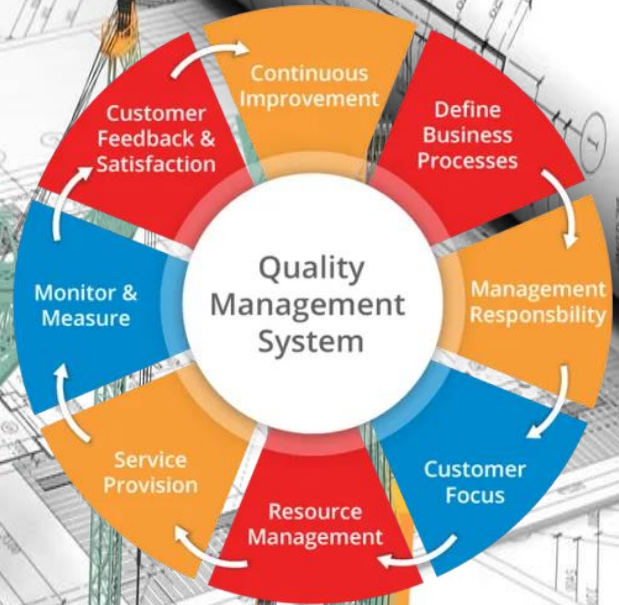 Quality
Management
System
Continuous
Improvement
Define
Business
Processes
Management
Responsbility
Customer
Focus
Resource
Management
Service
Provision
Monitor &
Measure
Customer
Feedback &
Satisfaction